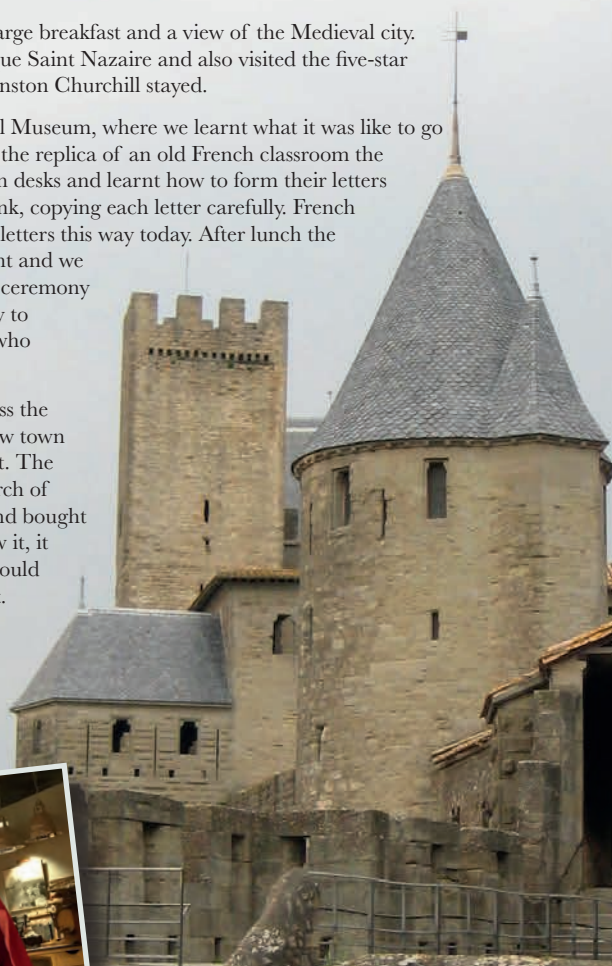 arge breakfast and a view of the Medieval city.
ue Saint Nazaire and also visited the five-star
nston Churchill stayed.
l Museum, where we learnt what it was like to go
the replica of an old French classroom the
n desks and learnt how to form their letters
nk, copying each letter carefully. French
letters this way today. After lunch the
nt and we
ceremony
y to
who
ss the
w town
t. The
rch of
nd bought
w it, it
ould
.